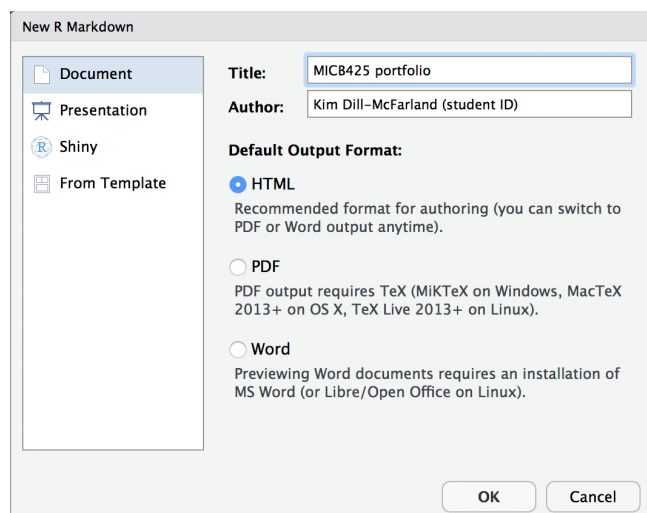 New R Markdown
Document
Presentation
R Shiny
From Template
Title: MICB425 portfolio
Author: Kim Dill-McFarland (student ID)
Default Output Format:
HTML
Recommended format for authoring (you can switch to
PDF or Word output anytime).
PDF
PDF output requires TeX (MiKTeX on Windows, MacTeX
2013+ on OS X, TeX Live 2013+ on Linux).
Word
Previewing Word documents requires an installation of
MS Word (or Libre/Open Office on Linux).
OK Cancel